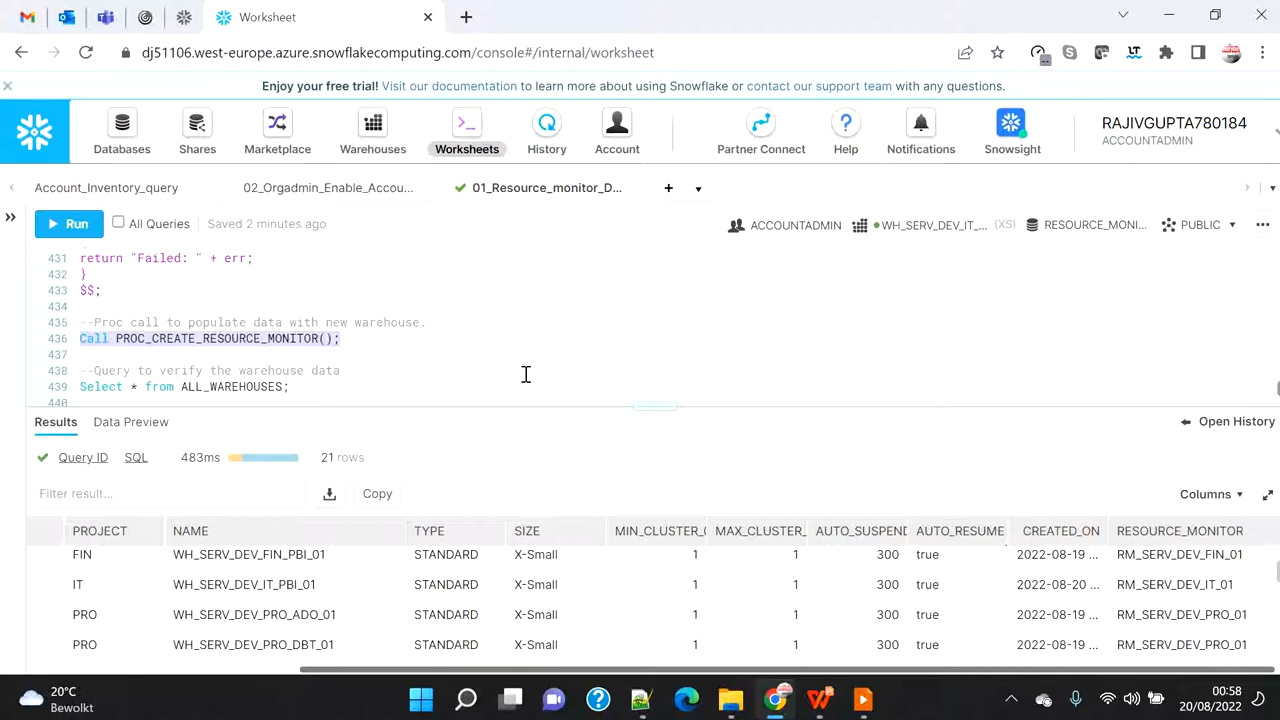 Worksheet
dj51106.west-europe.azure.snowflakecomputing.com/console#/internal/worksheet
Enjoy your free trial! Visit our documentation to learn more about using Snowflake or contact our support team with any questions.
Databases
Shares
Marketplace
Warehouses
Worksheets
History
Account
Partner Connect
Help
Notifications
Snowsight
RAJIVGUPTA780184
ACCOUNTADMIN
Account_Inventory_query
02_Orgadmin_Enable_Accou...
01_Resource_monitor_D...
Run
All Queries
Saved 2 minutes ago
ACCOUNTADMIN
WH_SERV_DEV_IT_...
(XS)
RESOURCE_MONI...
PUBLIC
431 return "Failed: " + err;
432 }
433 $$;
434
435 --Proc call to populate data with new warehouse.
436 Call PROC_CREATE_RESOURCE_MONITOR();
437
438 --Query to verify the warehouse data
439 Select * from ALL_WAREHOUSES;
440
Results
Data Preview
Open History
Query ID
SQL
483ms
21 rows
Filter result...
Copy
Columns
PROJECT NAME TYPE SIZE MIN_CLUSTER_ MAX_CLUSTER_ AUTO_SUSPEND AUTO_RESUME CREATED_ON RESOURCE_MONITOR
FIN WH_SERV_DEV_FIN_PBI_01 STANDARD X-Small 1 1 300 true 2022-08-19 ... RM_SERV_DEV_FIN_01
IT WH_SERV_DEV_IT_PBI_01 STANDARD X-Small 1 1 300 true 2022-08-20 ... RM_SERV_DEV_IT_01
PRO WH_SERV_DEV_PRO_ADO_01 STANDARD X-Small 1 1 300 true 2022-08-19 ... RM_SERV_DEV_PRO_01
PRO WH_SERV_DEV_PRO_DBT_01 STANDARD X-Small 1 1 300 true 2022-08-19 ... RM_SERV_DEV_PRO_01
20°C
Bewolkt
00:58
20/08/2022